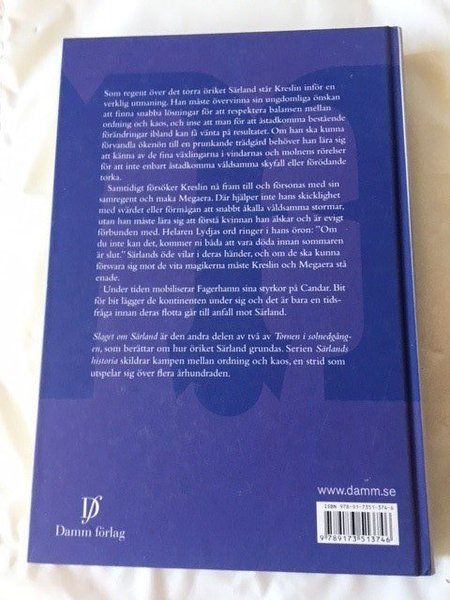 Som regent över det torra öriket Särland står Kreslin inför en
verklig utmaning. Han måste övervinna sin ungdomliga önskan
att finna snabba lösningar för att respektera balansen mellan
ordning och kaos, och inse att man för att åstadkomma bestående
förändringar ibland kan få vänta på resultatet. Om han ska kunna
förvandla ökenön till en prunkande trädgård behöver han lära sig
att känna av de fina växlingarna i vindarnas och molnens rörelser
för att inte enbart åstadkomma våldsamma skyfall eller förödande
torka.
Samtidigt försöker Kreslin nå fram till och försonas med sin
samregent och maka Megaera. Där hjälper inte hans skicklighet
med svärdet eller förmågan att snabbt åkalla våldsamma stormar,
utan han måste lära sig att förstå kvinnan han älskar och är evigt
förbunden med. Helaren Lydjas ord ringer i hans öron: ”Om
du inte kan det, kommer ni båda att vara döda innan sommaren
är slut.” Särlands öde vilar i deras händer, och om de ska kunna
försvara sig mot de vita magikerna måste Kreslin och Megaera stå
enade.
Under tiden mobiliserar Fagerhamn sina styrkor på Candar. Bit
för bit lägger de kontinenten under sig och det är bara en tids-
fråga innan deras flotta går till anfall mot Särland.
Slaget om Särland är den andra delen av två av Tornen i solnedgång-
en, som berättar om hur öriket Särland grundas. Serien Särlands
historia skildrar kampen mellan ordning och kaos, en strid som
utspelar sig över flera århundraden.
www.damm.se
ISBN 978-91-7351-374-6
9789173513746
Df
Damm förlag